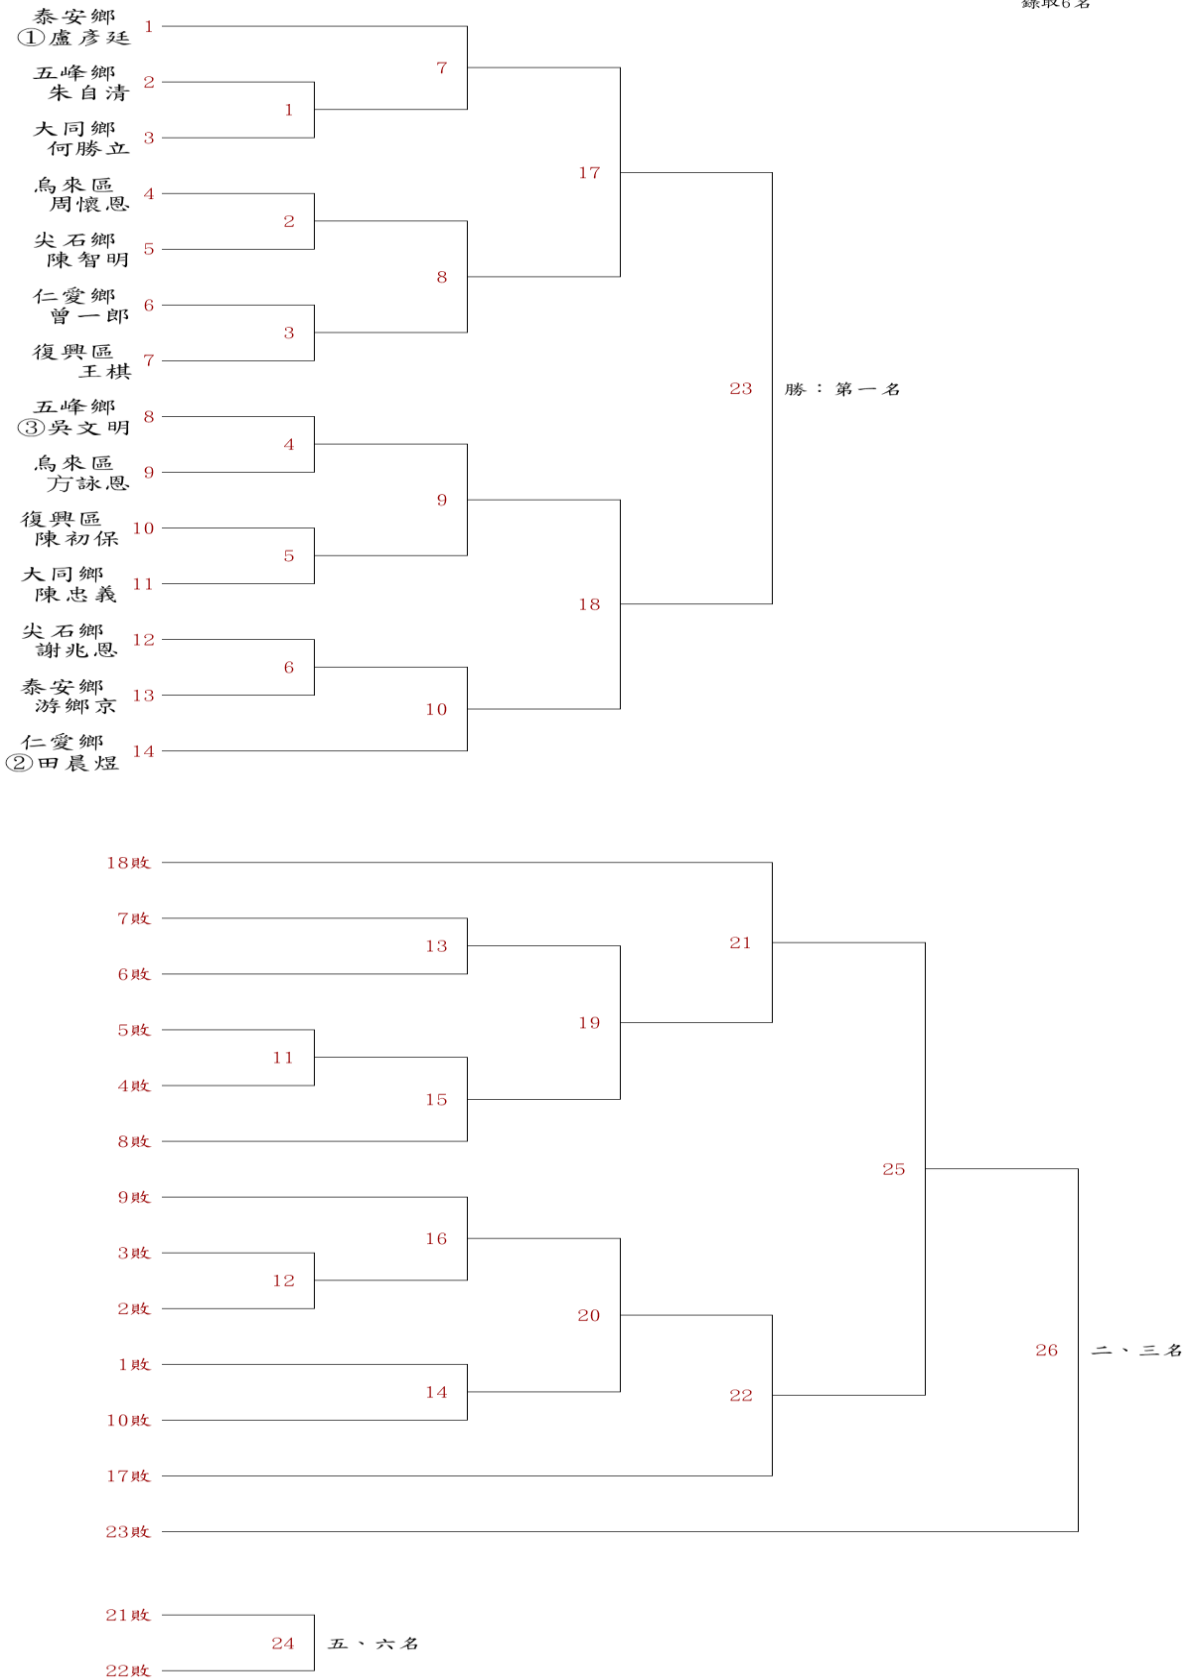 錄取6名
泰安鄉
①盧彥廷 1
五峰鄉
朱自清 2
大同鄉
何勝立 3
烏來區
周懷恩 4
尖石鄉
陳智明 5
仁愛鄉
曾一郎 6
復興區
王棋 7
五峰鄉
③吳文明 8
烏來區
方詠恩 9
復興區
陳初保 10
大同鄉
陳忠義 11
尖石鄉
謝兆恩 12
泰安鄉
游鄉京 13
仁愛鄉
②田晨煜 14
1
2
3
4
5
6
7
8
9
10
17
18
23 勝：第一名
18敗
7敗
6敗
5敗
4敗
8敗
9敗
3敗
2敗
1敗
10敗
17敗
23敗
11
12
13
15
16
14
19
20
21
22
25
26 二、三名
21敗
22敗
24 五、六名